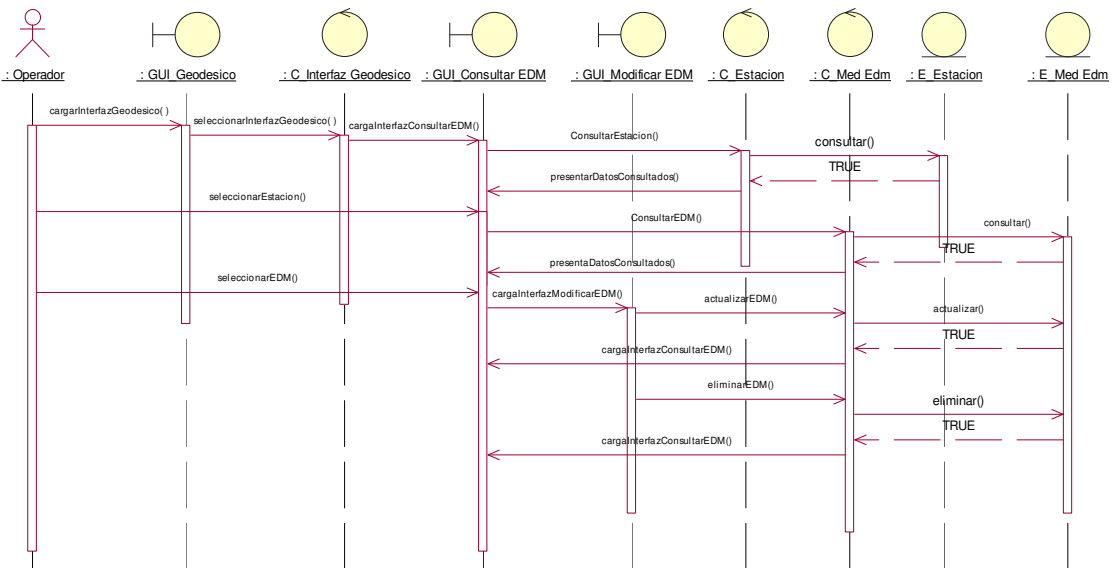 : Operador
: GUI_Geodesico
: C_Interfaz Geodesico
: GUI_Consultar EDM
: GUI_Modificar EDM
: C_Estacion
: C_Med Edm
: E_Estacion
: E_Med Edm
cargarInterfazGeodesico( )
seleccionarInterfazGeodesico( )
cargaInterfazConsultarEDM()
ConsultarEstacion()
consultar()
TRUE
presentarDatosConsultados()
seleccionarEstacion()
ConsultarEDM()
consultar()
TRUE
presentaDatosConsultados()
seleccionarEDM()
cargaInterfazModificarEDM()
actualizarEDM()
actualizar()
TRUE
cargaInterfazConsultarEDM()
eliminarEDM()
eliminar()
TRUE
cargaInterfazConsultarEDM()